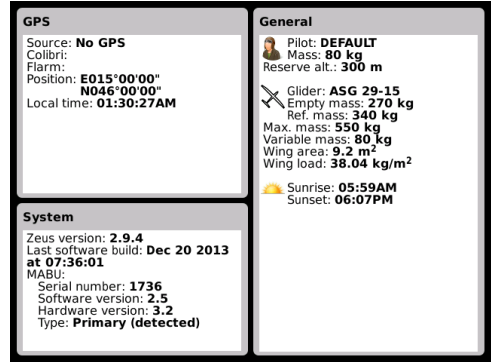 GPS
Source: No GPS
Colibri:
Flarm:
Position: E015°00'00"
N046°00'00"
Local time: 01:30:27AM
System
Zeus version: 2.9.4
Last software build: Dec 20 2013
at 07:36:01
MABU:
Serial number: 1736
Software version: 2.5
Hardware version: 3.2
Type: Primary (detected)
General
Pilot: DEFAULT
Mass: 80 kg
Reserve alt.: 300 m
Glider: ASG 29-15
Empty mass: 270 kg
Ref. mass: 340 kg
Max. mass: 550 kg
Variable mass: 80 kg
Wing area: 9.2 m²
Wing load: 38.04 kg/m²
Sunrise: 05:59AM
Sunset: 06:07PM